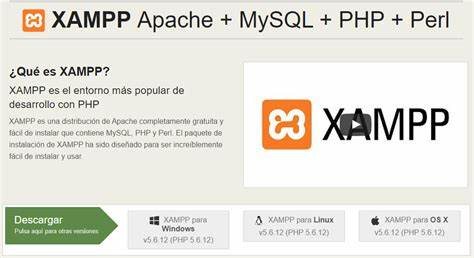 XAMPP Apache + MySQL + PHP + Perl
¿Qué es XAMPP?
XAMPP es el entorno más popular de
desarrollo con PHP
XAMPP es una distribución de Apache completamente gratuita y
fácil de instalar que contiene MySQL, PHP y Perl. El paquete de
instalación de XAMPP ha sido diseñado para ser increíblemente
fácil de instalar y usar.
XAMPP
Descargar
Pulsa aquí para otras versiones
XAMPP para
Windows
v5.6.12 (PHP 5.6.12)
XAMPP para Linux
v5.6.12 (PHP 5.6.12)
XAMPP para OS X
v5.6.12 (PHP 5.6.12)